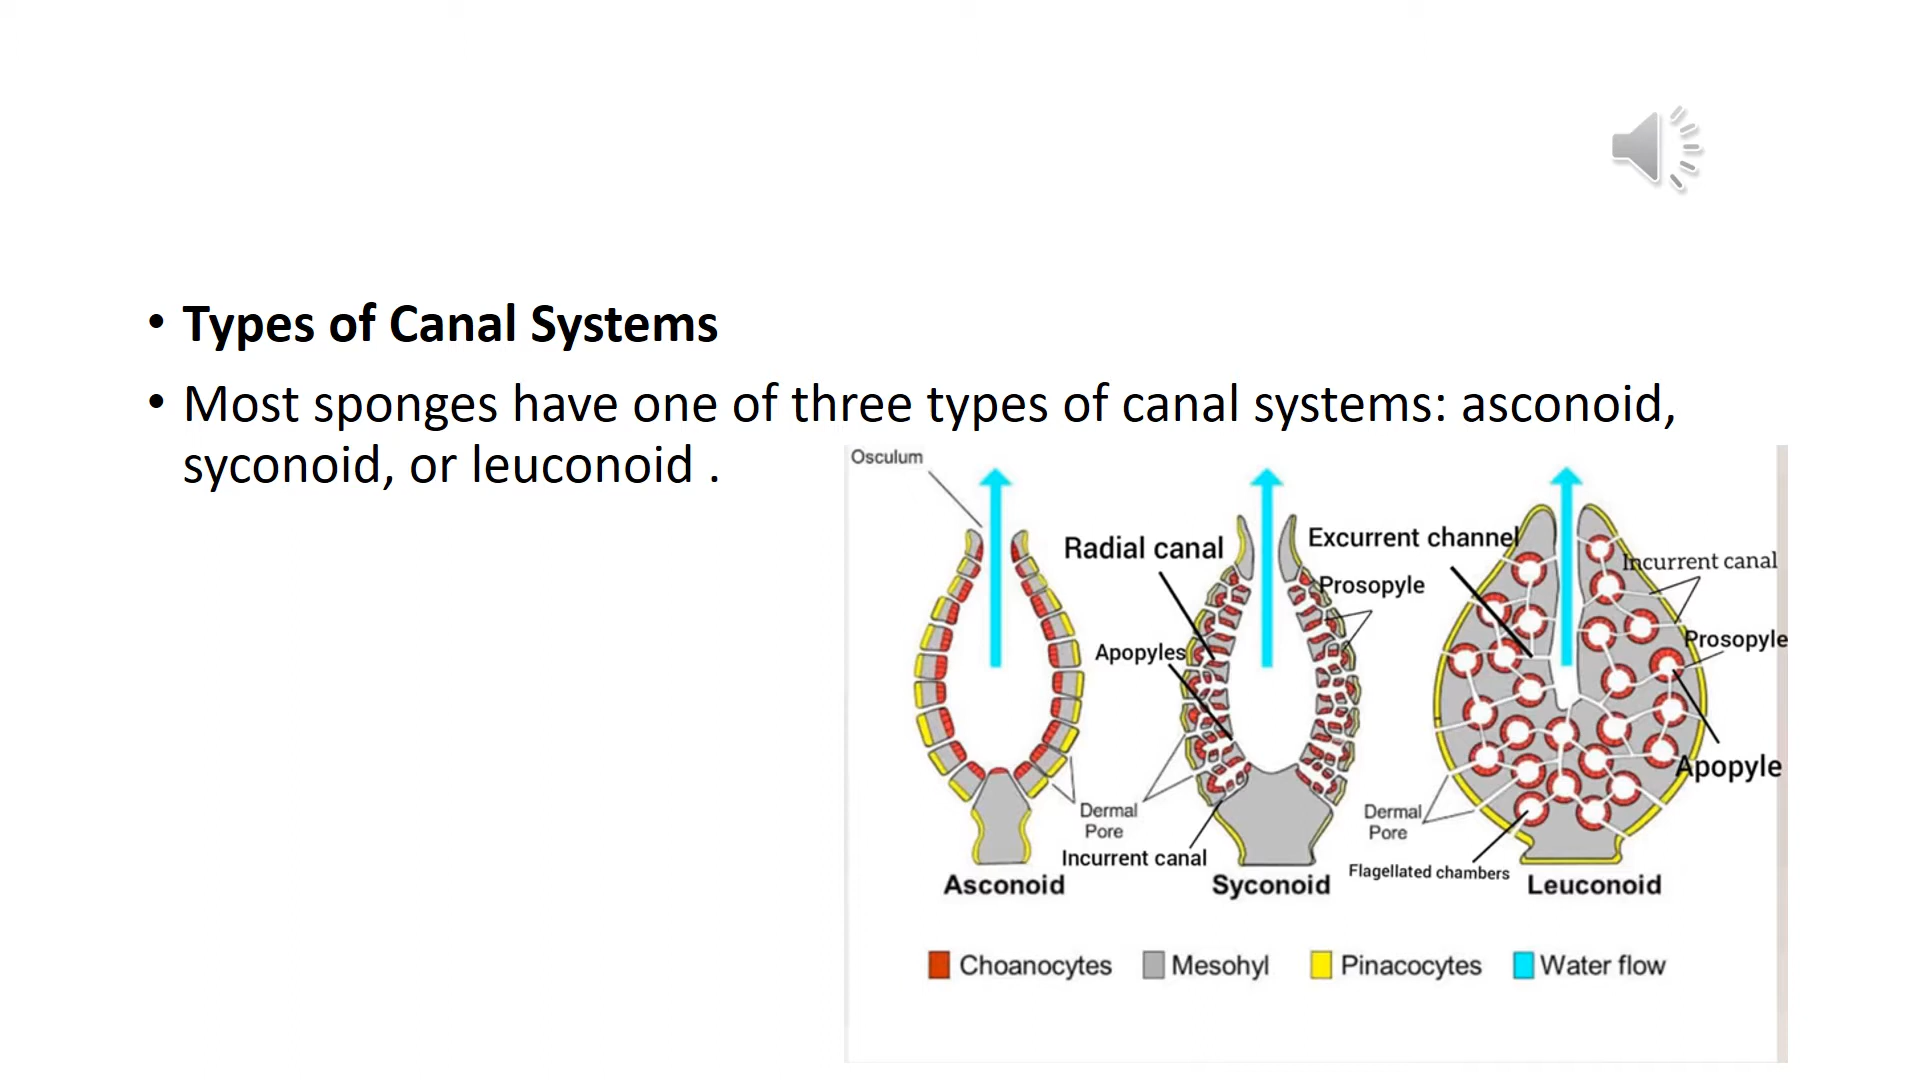 • Types of Canal Systems
• Most sponges have one of three types of canal systems: asconoid,
syconoid, or leuconoid .
Osculum
Radial canal
Excurrent channel
Incurrent canal
Prosopyle
Apopyles
Prosopyle
Apopyle
Dermal
Pore
Dermal
Pore
Incurrent canal
Flagellated chambers
Asconoid
Syconoid
Leuconoid
Choanocytes
Mesohyl
Pinacocytes
Water flow